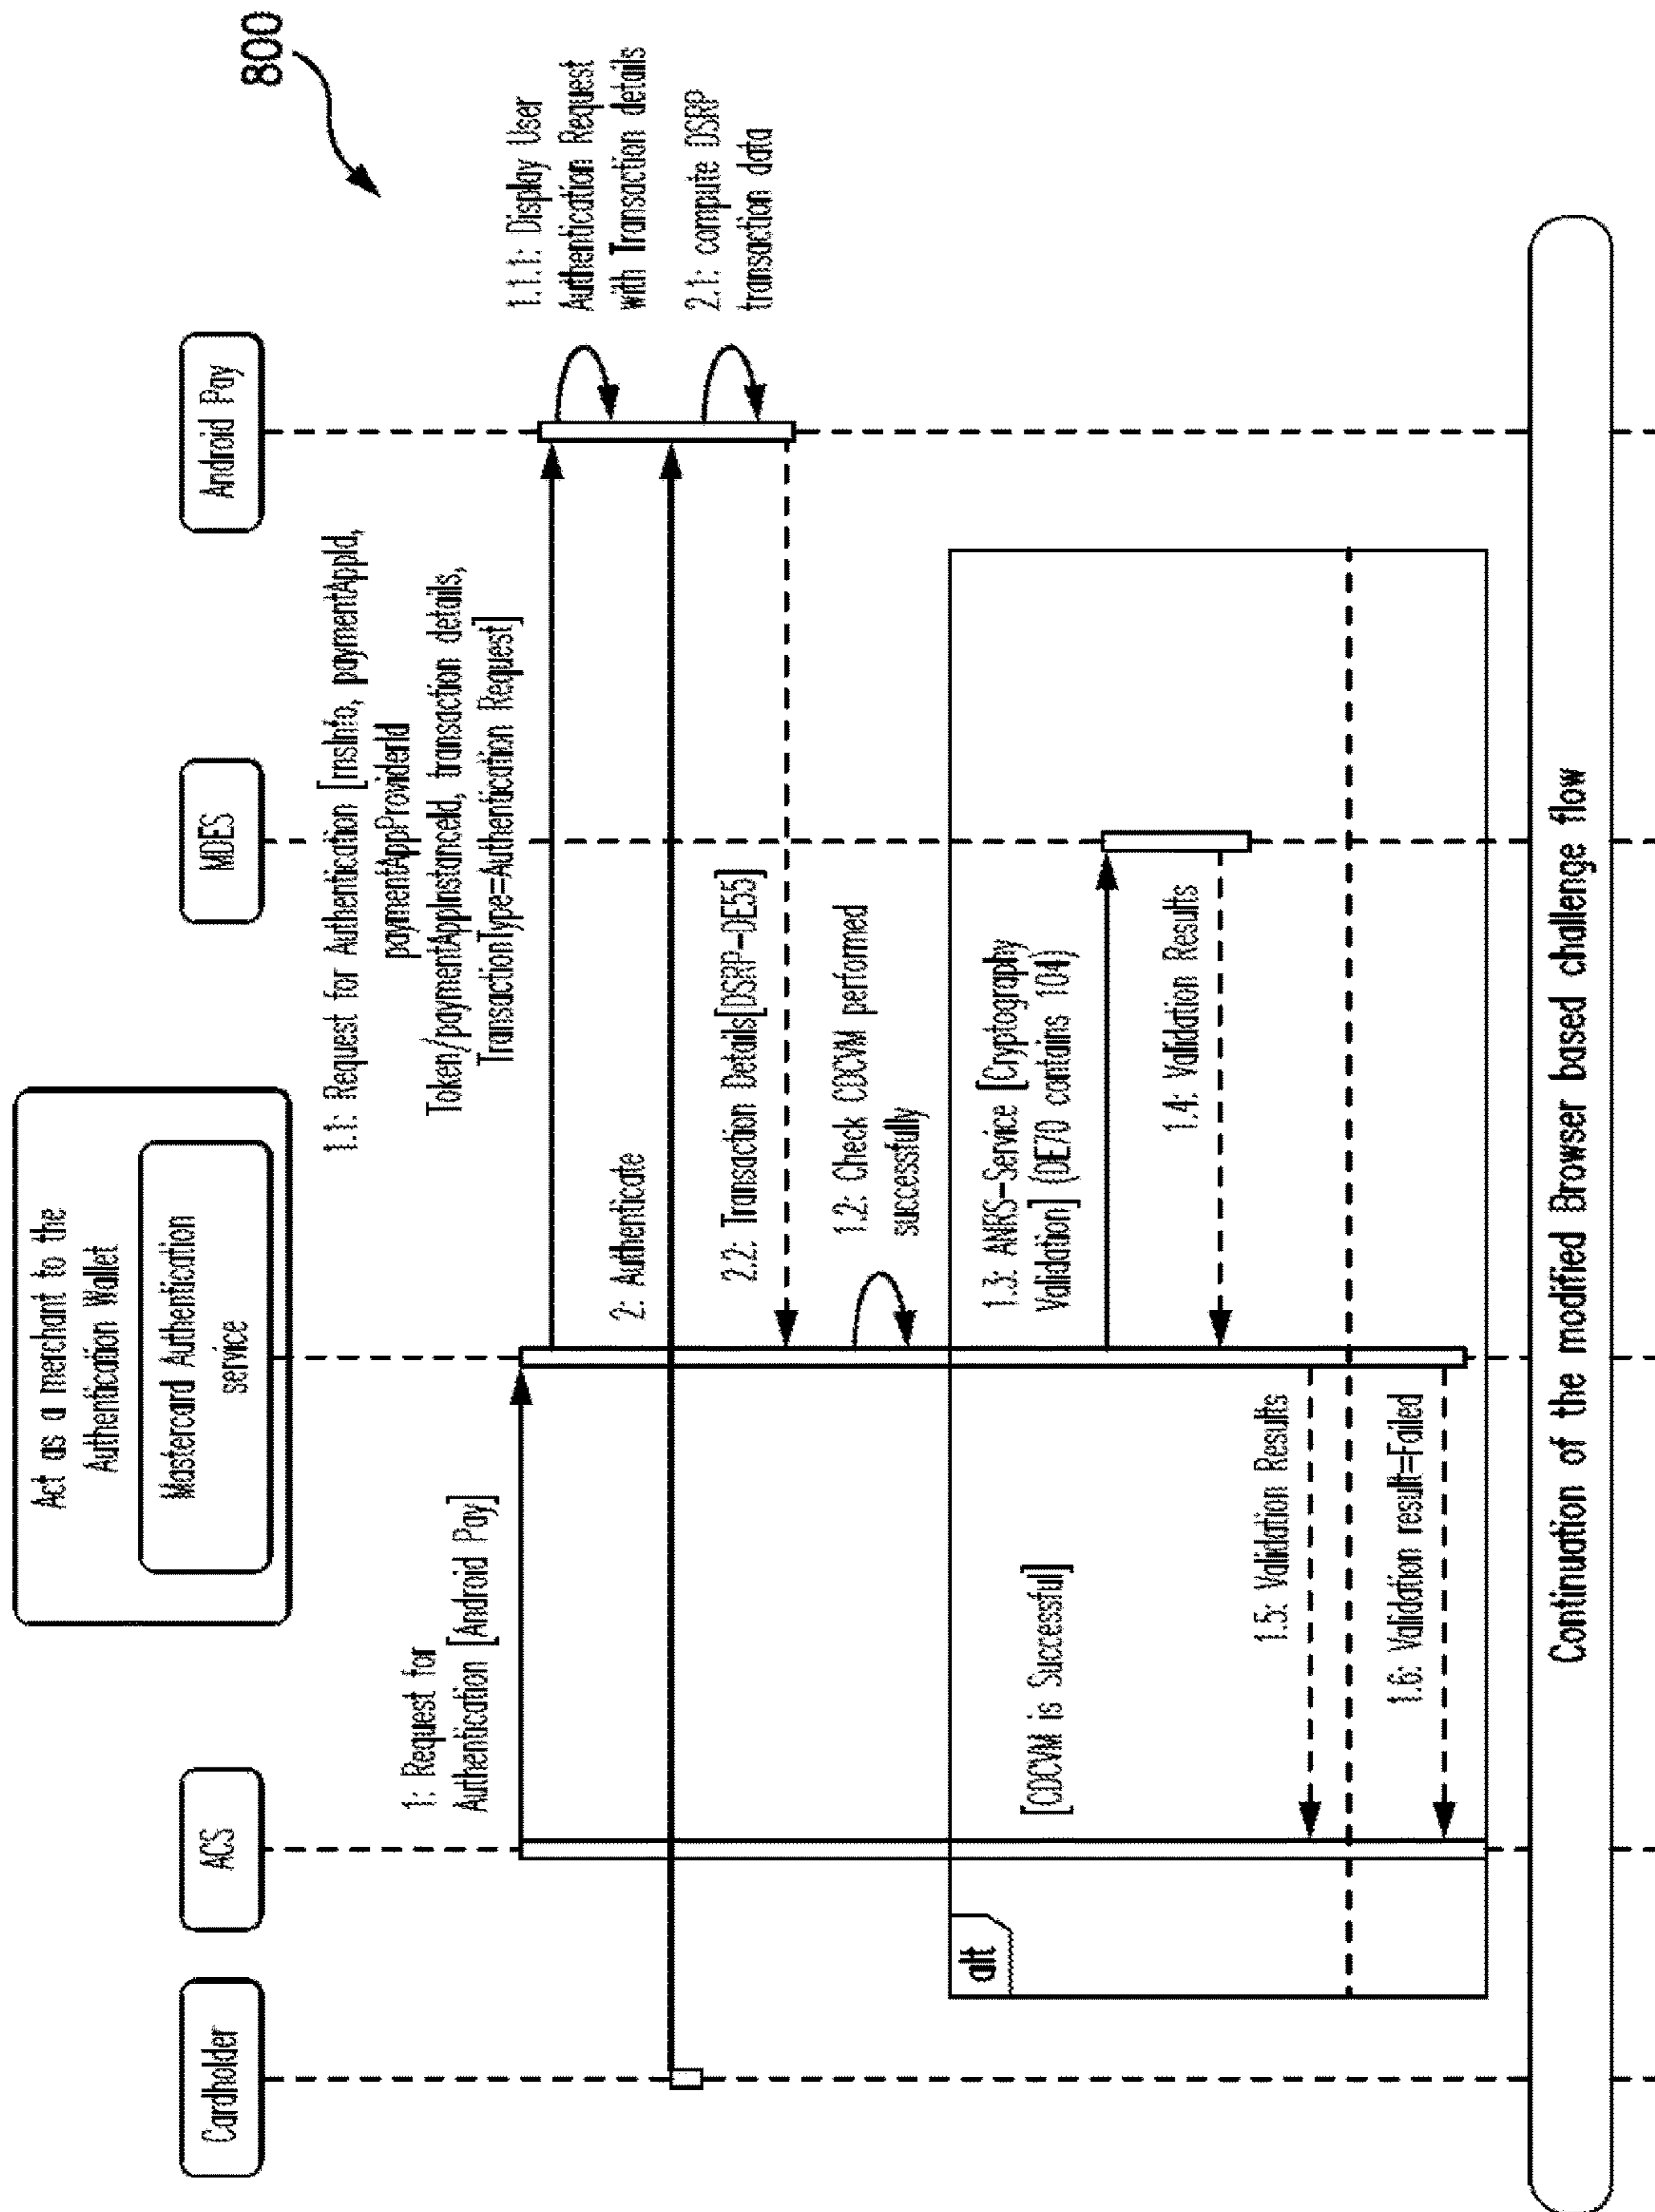 800
Act as a merchant to the
Authentication Wallet
Mastercard Authentication
service
Cardholder
ACS
MDES
Android Pay
1: Request for
Authentication [Android Pay]
1.1: Request for Authentication [rnsInfo, paymentAppId,
paymentAppProviderId
Token/paymentAppInstanceId, transaction details,
TransactionType=Authentication Request]
1.1.1: Display User
Authentication Request
with Transaction details
2: Authenticate
2.1: compute DSRP
transaction data
2.2: Transaction Details[DSRP-DE55]
1.2: Check CDCVM performed
successfully
alt
[CDCVM is Successful]
1.3: ANRS-Service [Cryptography
Validation] (DE70 contains 104)
1.4: Validation Results
1.5: Validation Results
1.6: Validation result=Failed
Continuation of the modified Browser based challenge flow